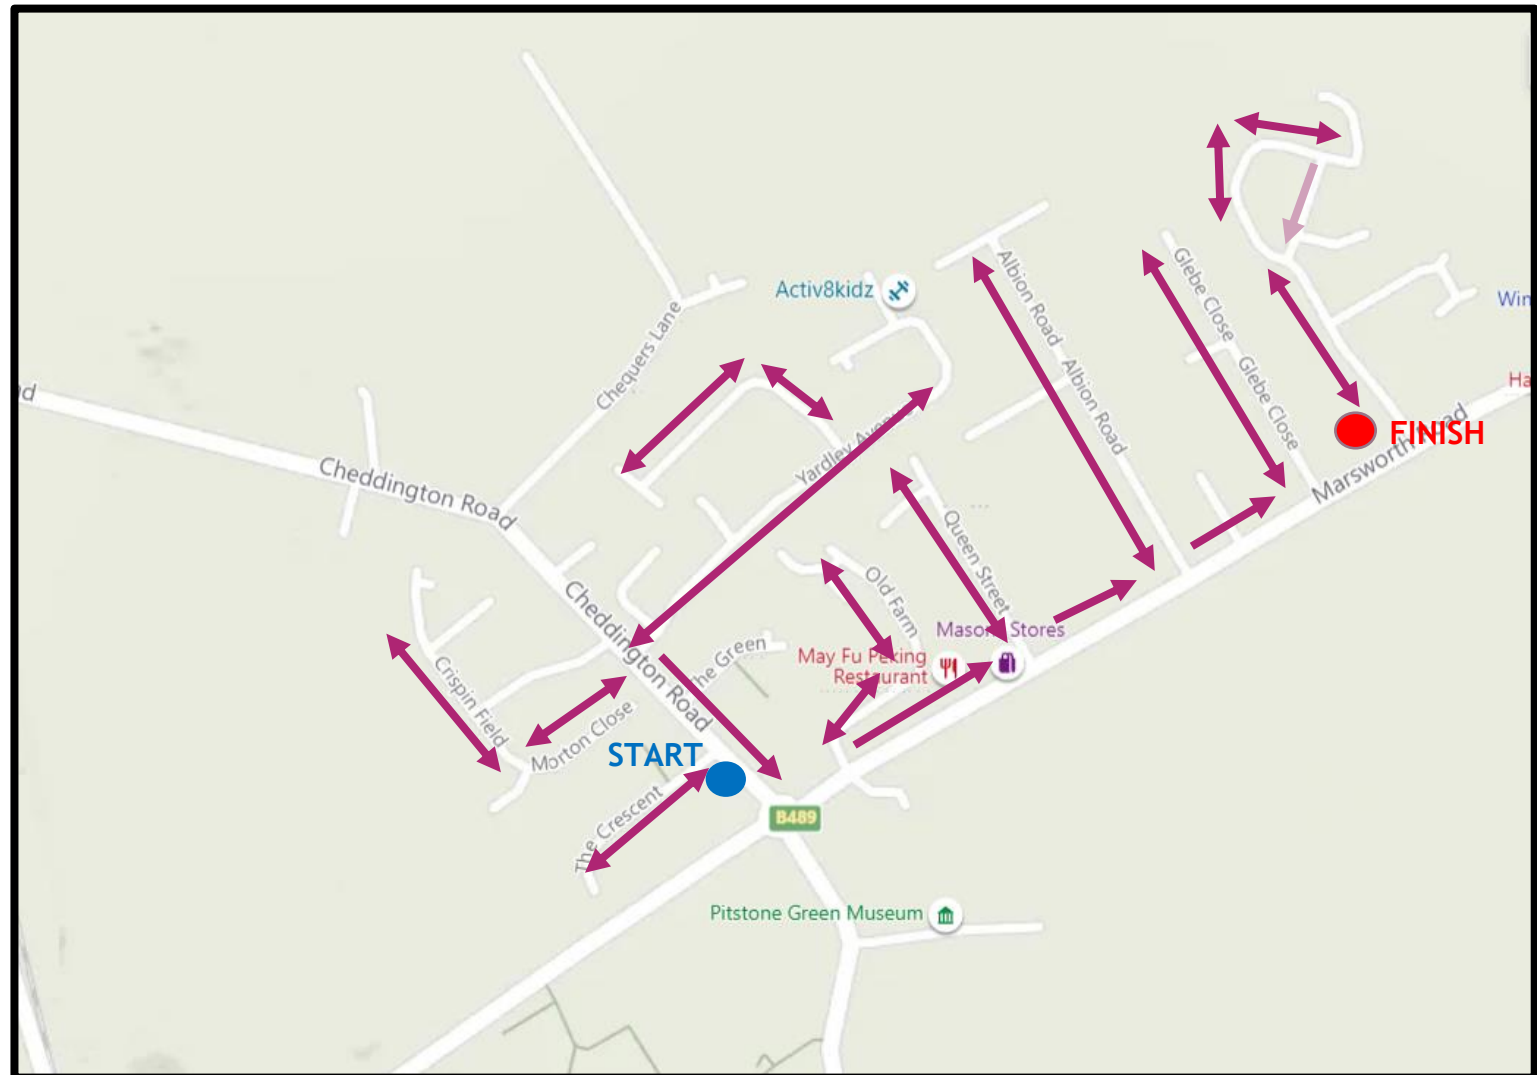 Activ8kidz
Albion Road
Albion Road
Glebe Close
Glebe Close
Win
Ha
Chequers Lane
FINISH
Marsworth Road
Cheddington Road
Yardley Avenue
Queen Street
Old Farm
Cheddington Road
The Green
Stores
May Fu Peking
Restaurant
Crispin Field
Morton Close
START
The Crescent
B489
Pitstone Green Museum